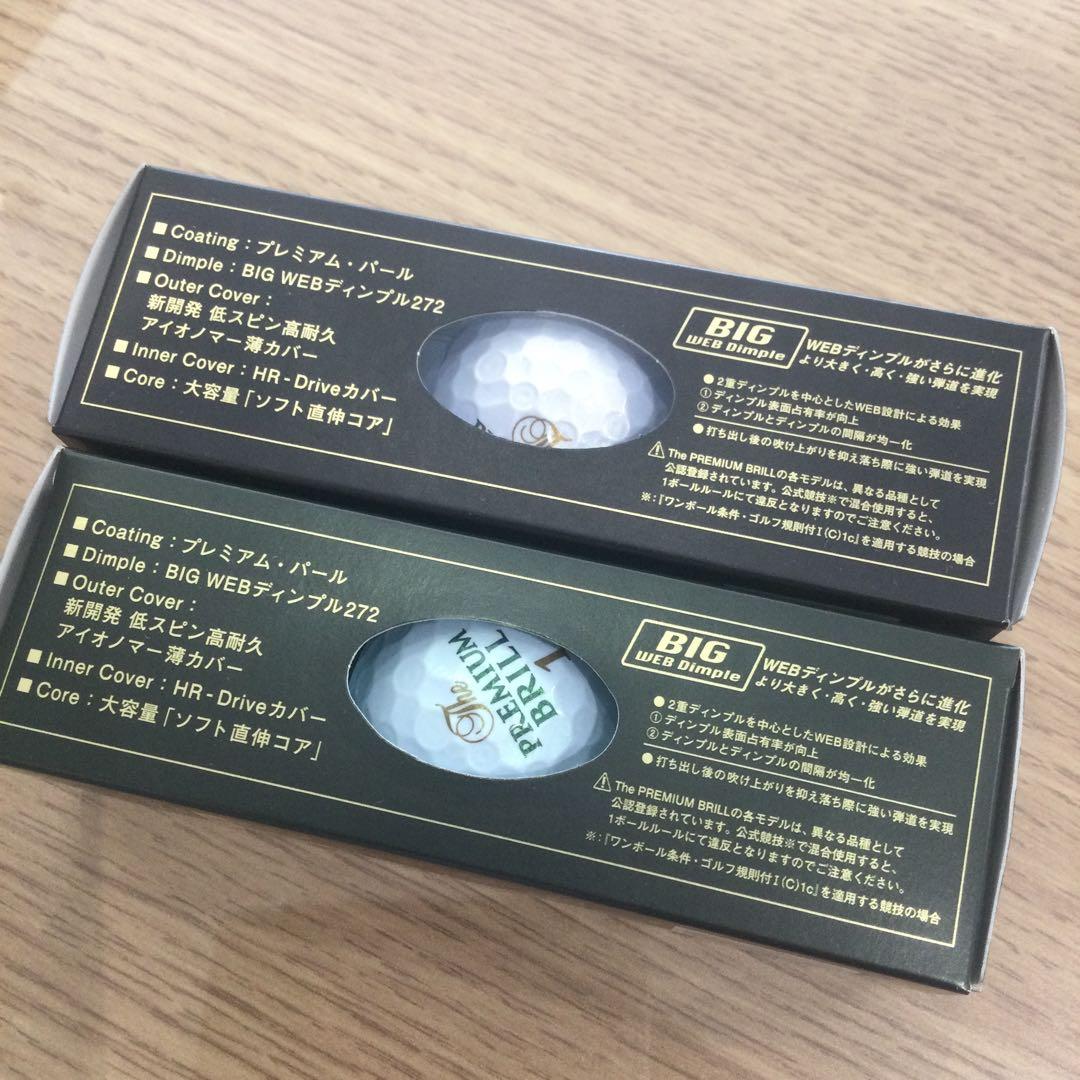 ■ Coating：プレミアム・パール
■ Dimple：BIG WEBディンプル272
■ Outer Cover：
新開発 低スピン高耐久
アイオノマー薄カバー
■ Inner Cover：HR-Driveカバー
■ Core：大容量「ソフト直伸コア」
BIG
WEB Dimple
WEBディンプルがさらに進化
より大きく・高く・強い弾道を実現
●2重ディンプルを中心としたWEB設計による効果
①ディンプル表面占有率が向上
②ディンプルとディンプルの間隔が均一化
●打ち出し後の吹け上がりを抑え落ち際に強い弾道を実現
⚠The PREMIUM BRILLの各モデルは、異なる品種として
公認登録されています。公式競技※で混合使用すると、
1ボールルールにて違反となりますのでご注意ください。
※：『ワンボール条件・ゴルフ規則付Ⅰ(C)1c』を適用する競技の場合
■ Coating：プレミアム・パール
■ Dimple：BIG WEBディンプル272
■ Outer Cover：
新開発 低スピン高耐久
アイオノマー薄カバー
■ Inner Cover：HR-Driveカバー
■ Core：大容量「ソフト直伸コア」
The
PREMIUM
BRILL
1
BIG
WEB Dimple
WEBディンプルがさらに進化
より大きく・高く・強い弾道を実現
●2重ディンプルを中心としたWEB設計による効果
①ディンプル表面占有率が向上
②ディンプルとディンプルの間隔が均一化
●打ち出し後の吹け上がりを抑え落ち際に強い弾道を実現
⚠The PREMIUM BRILLの各モデルは、異なる品種として
公認登録されています。公式競技※で混合使用すると、
1ボールルールにて違反となりますのでご注意ください。
※：『ワンボール条件・ゴルフ規則付Ⅰ(C)1c』を適用する競技の場合